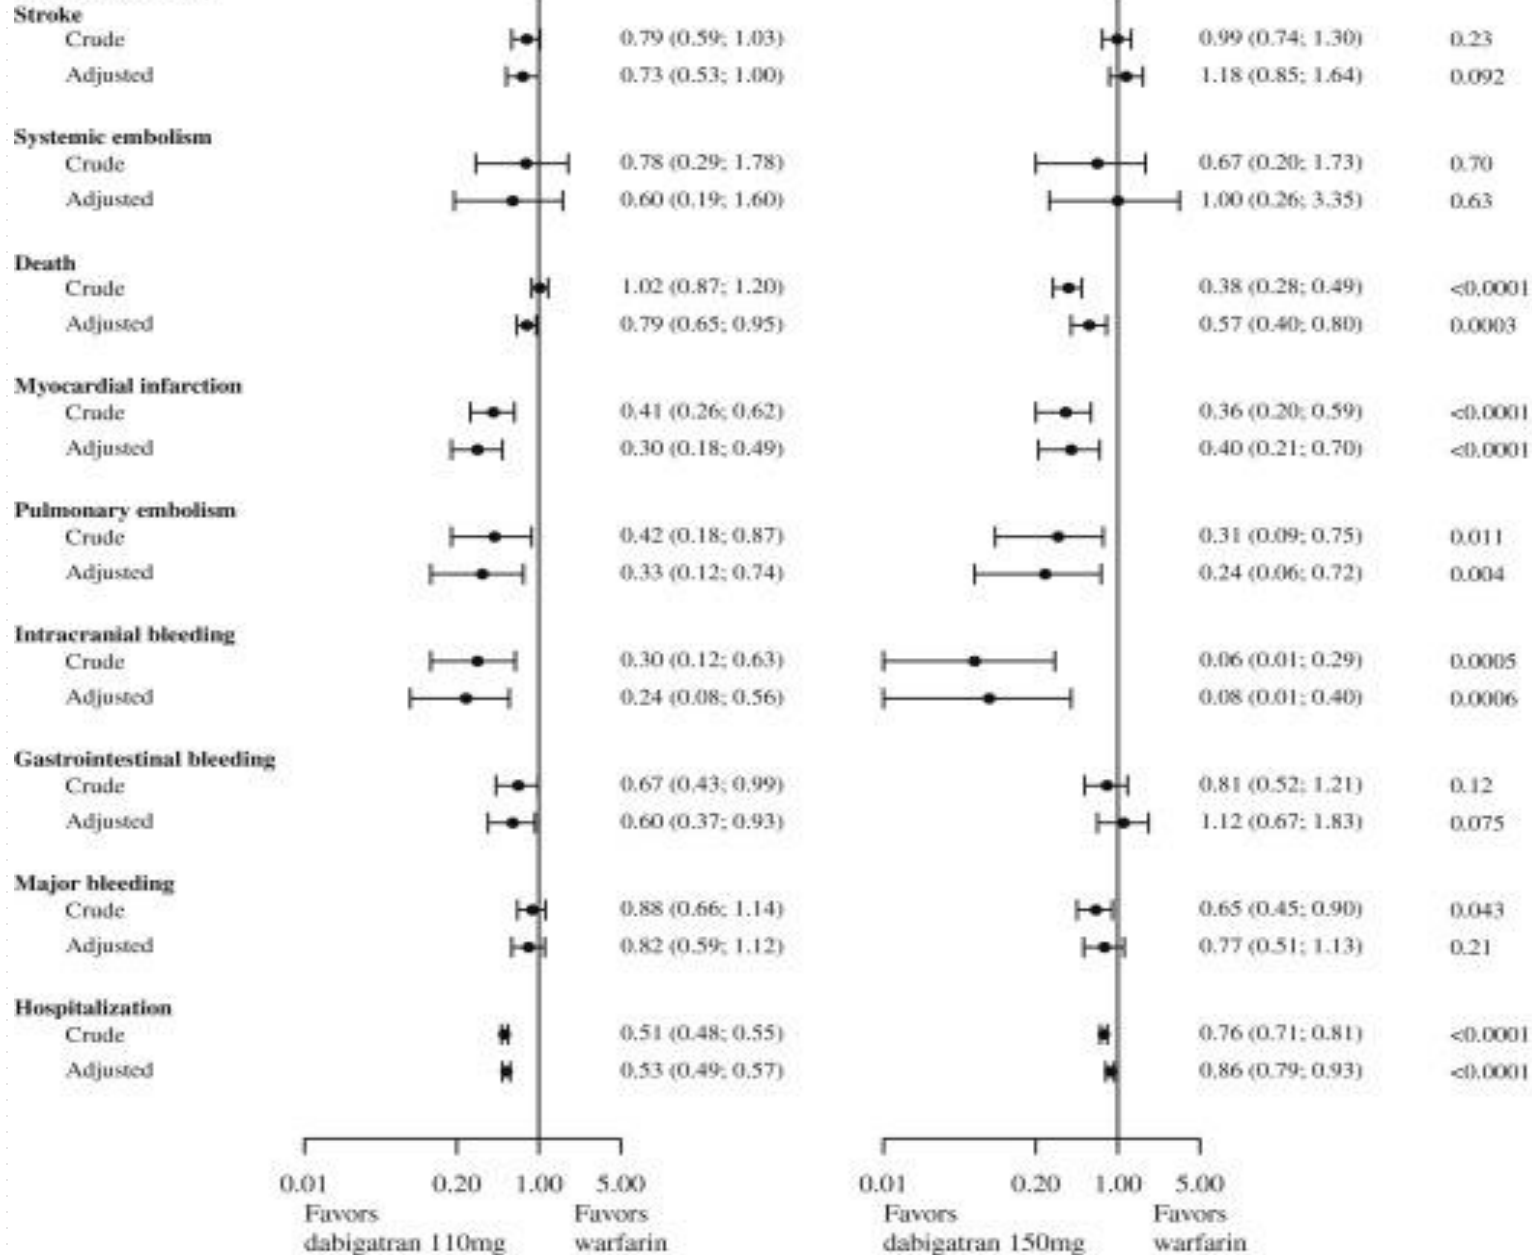 Stroke
Crude 0.79 (0.59; 1.03) 0.99 (0.74; 1.30) 0.23
Adjusted 0.73 (0.53; 1.00) 1.18 (0.85; 1.64) 0.092
Systemic embolism
Crude 0.78 (0.29; 1.78) 0.67 (0.20; 1.73) 0.70
Adjusted 0.60 (0.19; 1.60) 1.00 (0.26; 3.35) 0.63
Death
Crude 1.02 (0.87; 1.20) 0.38 (0.28; 0.49) <0.0001
Adjusted 0.79 (0.65; 0.95) 0.57 (0.40; 0.80) 0.0003
Myocardial infarction
Crude 0.41 (0.26; 0.62) 0.36 (0.20; 0.59) <0.0001
Adjusted 0.30 (0.18; 0.49) 0.40 (0.21; 0.70) <0.0001
Pulmonary embolism
Crude 0.42 (0.18; 0.87) 0.31 (0.09; 0.75) 0.011
Adjusted 0.33 (0.12; 0.74) 0.24 (0.06; 0.72) 0.004
Intracranial bleeding
Crude 0.30 (0.12; 0.63) 0.06 (0.01; 0.29) 0.0005
Adjusted 0.24 (0.08; 0.56) 0.08 (0.01; 0.40) 0.0006
Gastrointestinal bleeding
Crude 0.67 (0.43; 0.99) 0.81 (0.52; 1.21) 0.12
Adjusted 0.60 (0.37; 0.93) 1.12 (0.67; 1.83) 0.075
Major bleeding
Crude 0.88 (0.66; 1.14) 0.65 (0.45; 0.90) 0.043
Adjusted 0.82 (0.59; 1.12) 0.77 (0.51; 1.13) 0.21
Hospitalization
Crude 0.51 (0.48; 0.55) 0.76 (0.71; 0.81) <0.0001
Adjusted 0.53 (0.49; 0.57) 0.86 (0.79; 0.93) <0.0001
0.01 0.20 1.00 5.00 0.01 0.20 1.00 5.00
Favors Favors Favors Favors
dabigatran 110mg warfarin dabigatran 150mg warfarin